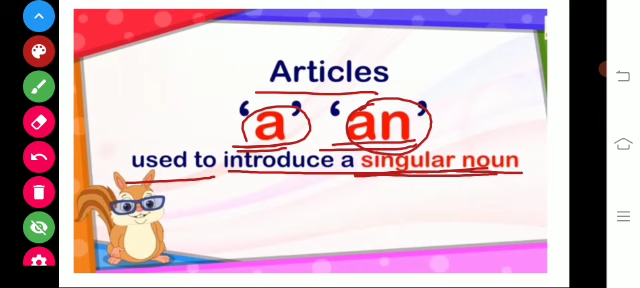 Articles
‘a’ ‘an’
used to introduce a singular noun